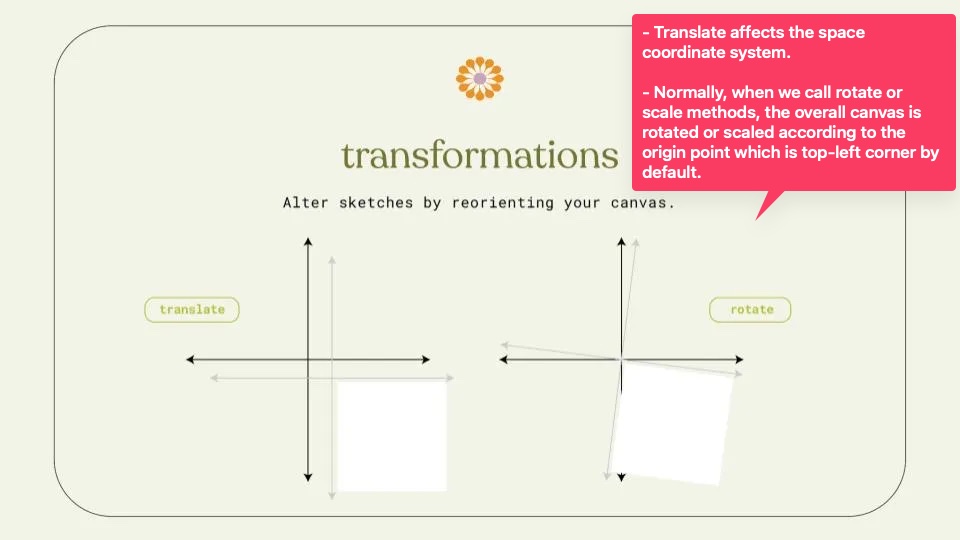 - Translate affects the space
coordinate system.
- Normally, when we call rotate or
scale methods, the overall canvas is
rotated or scaled according to the
origin point which is top-left corner by
default.
transformations
Alter sketches by reorienting your canvas.
translate
rotate